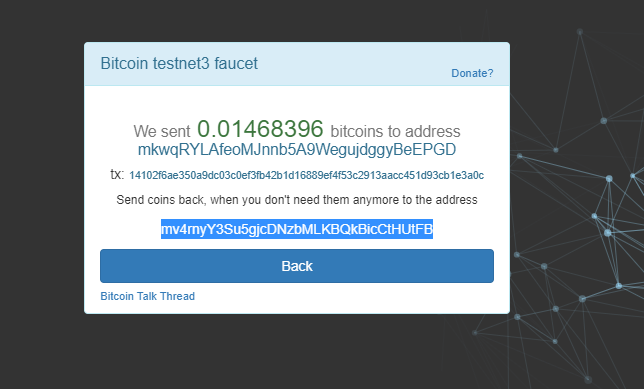 Bitcoin testnet3 faucet
Donate?
We sent 0.01468396 bitcoins to address
mkwqRYLAfeoMJnnb5A9WegujdggyBeEPGD
tx: 14102f6ae350a9dc03c0ef3fb42b1d16889ef4f53c2913aacc451d93cb1e3a0c
Send coins back, when you don't need them anymore to the address
mv4rnyY3Su5gjcDNzbMLKBQkBicCtHUtFB
Back
Bitcoin Talk Thread